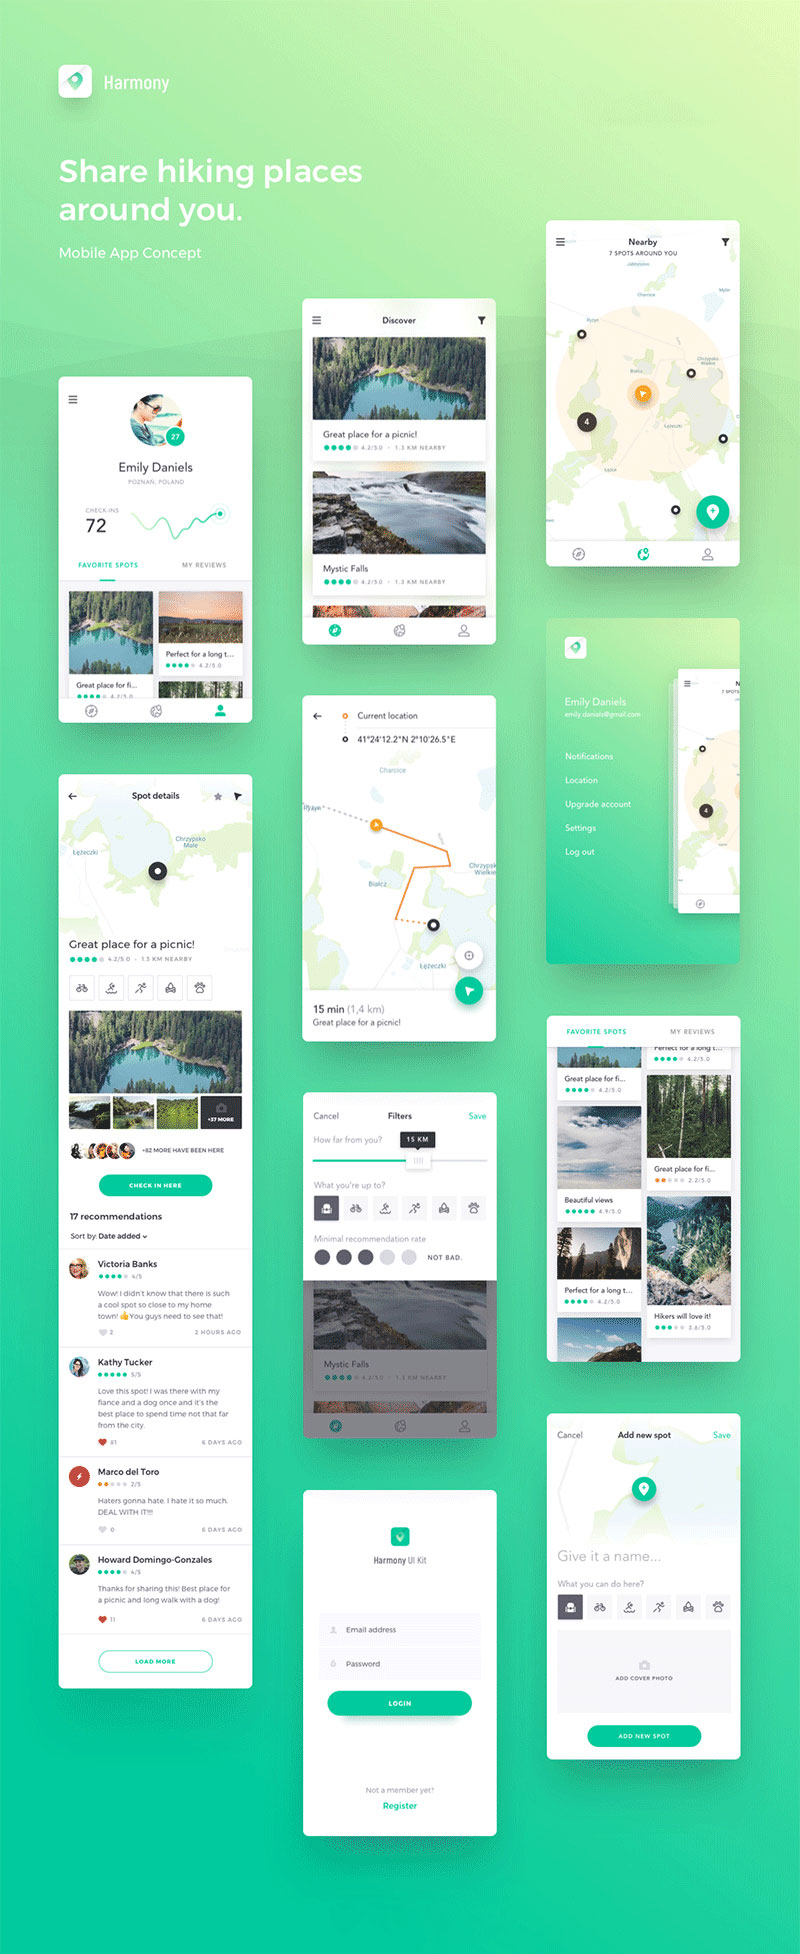 Harmony
Share hiking places
around you.
Mobile App Concept
27
Emily Daniels
POZNAŃ, POLAND
CHECK-INS
72
FAVORITE SPOTS
MY REVIEWS
Perfect for a long t...
4.2/5.0
Great place for fi...
4.2/5.0
Discover
Great place for a picnic!
4.2/5.0 • 1.3 KM NEARBY
Mystic Falls
4.2/5.0 • 1.3 KM NEARBY
Nearby
7 SPOTS AROUND YOU
Charcice
Ryżyn
Chrzypsko
Wielkie
Białcz
4
Łężeczki
Emily Daniels
emily.daniels@gmail.com
Notifications
Location
Upgrade account
Settings
Log out
N
7 SPOTS
4
Spot details
Chrzypsko
Małe
Łężeczki
Great place for a picnic!
4.2/5.0 • 1.3 KM NEARBY
+37 MORE
+82 MORE HAVE BEEN HERE
CHECK IN HERE
17 recommendations
Sort by: Date added
Victoria Banks
4/5
Wow! I didn't know that there is such
a cool spot so close to my home
town! 👍You guys need to see that!
2
2 HOURS AGO
Kathy Tucker
5/5
Love this spot! I was there with my
fiance and a dog once and it's the
best place to spend time not that far
from the city.
81
6 DAYS AGO
Marco del Toro
2/5
Haters gonna hate. I hate it so much.
DEAL WITH IT!!!
0
6 DAYS AGO
Howard Domingo-Gonzales
4/5
Thanks for sharing this! Best place for
a picnic and long walk with a dog!
11
6 DAYS AGO
LOAD MORE
Current location
41°24'12.2"N 2°10'26.5"E
Charcice
Chrzypsk
Wielkie
Białcz
Łężeczki
15 min (1,4 km)
Great place for a picnic!
Cancel
Filters
Save
How far from you?
15 KM
What you're up to?
Minimal recommendation rate
NOT BAD.
Mystic Falls
4.2/5.0 • 1.3 KM NEARBY
Harmony UI Kit
Email address
Password
LOGIN
Not a member yet?
Register
FAVORITE SPOTS
MY REVIEWS
Perfect for a long t...
4.2/5.0
Great place for fi...
4.2/5.0
Great place for fi...
2.2/5.0
Beautiful views
4.9/5.0
Perfect for a long t...
4.2/5.0
Hikers will love it!
3.6/5.0
Cancel
Add new spot
Save
Give it a name...
What you can do here?
ADD COVER PHOTO
ADD NEW SPOT